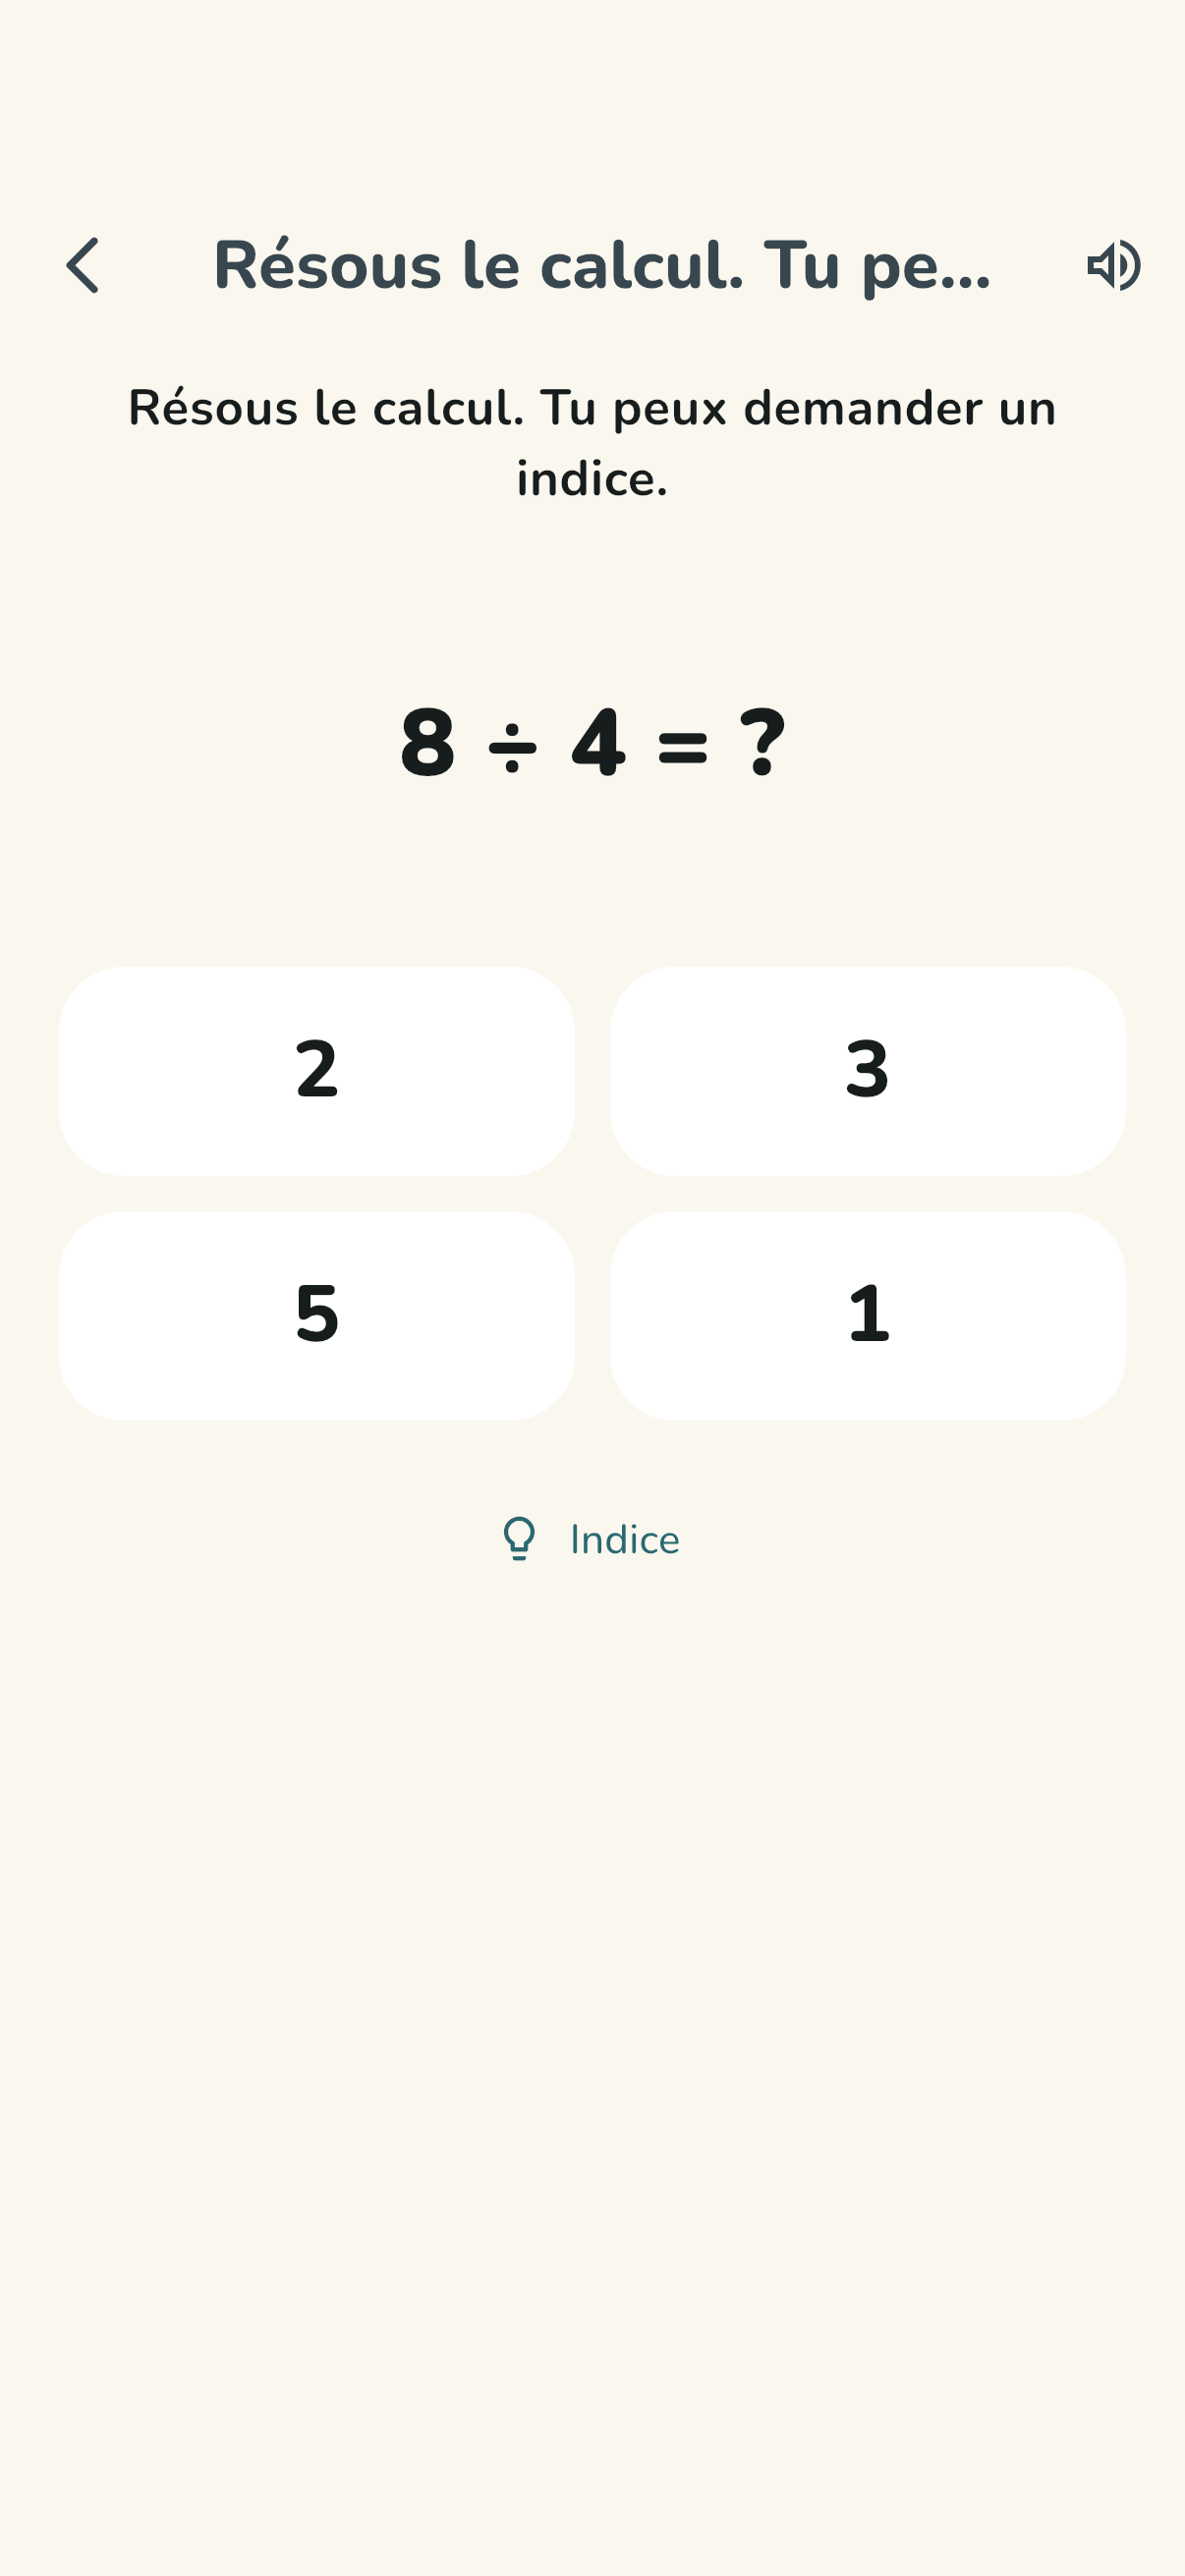 Résous le calcul. Tu pe...
Résous le calcul. Tu peux demander un
indice.
8 ÷ 4 = ?
2
3
5
1
Indice